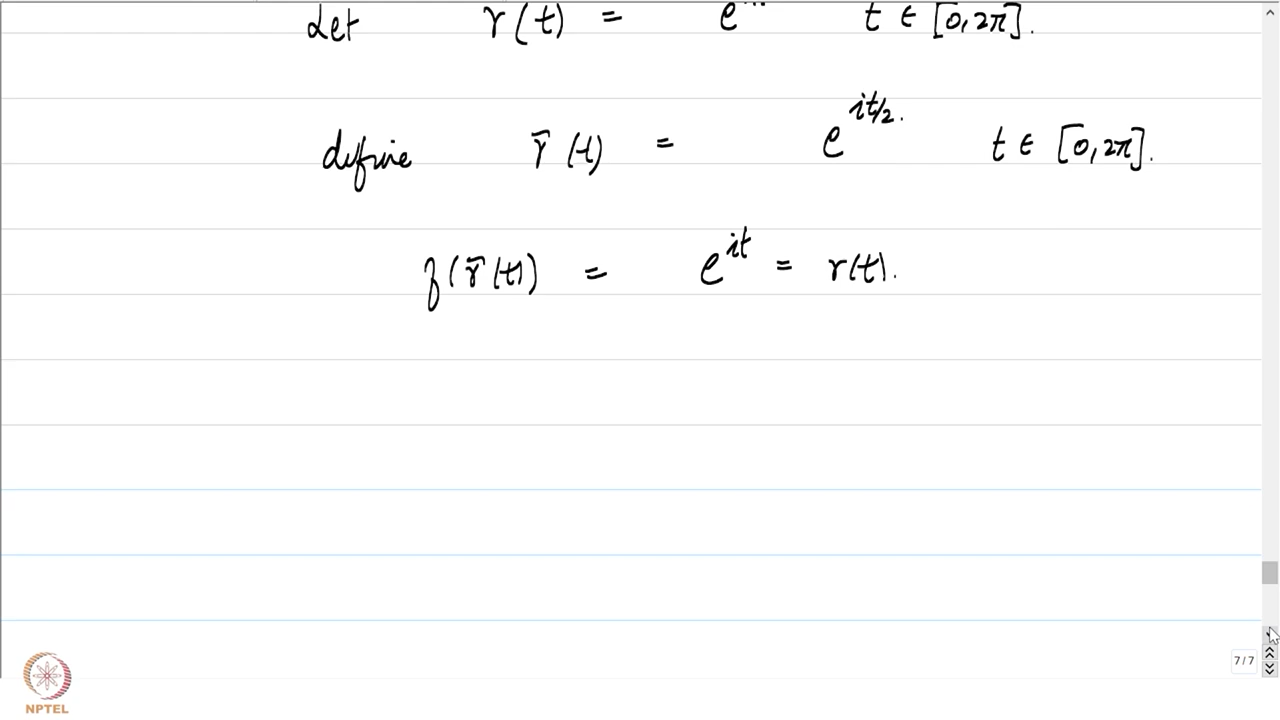 Let γ(t) = e t ∈ [0, 2π].
define γ̄(t) = e^{it/2}. t ∈ [0, 2π].
f(γ̄(t)) = e^{it} = γ(t).
7 / 7
NPTEL